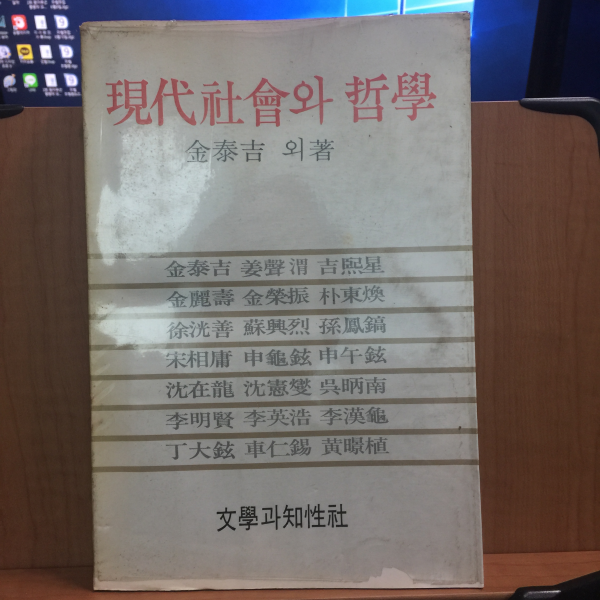 現代社會와 哲學
金泰吉 외著
金泰吉 姜聲渭 吉熙星
金麗壽 金榮振 朴東煥
徐洸善 蘇興烈 孫鳳鎬
宋相庸 申龜鉉 申午鉉
沈在龍 沈憲燮 吳昞南
李明賢 李英浩 李漢龜
丁大鉉 車仁錫 黃暻植
文學과知性社